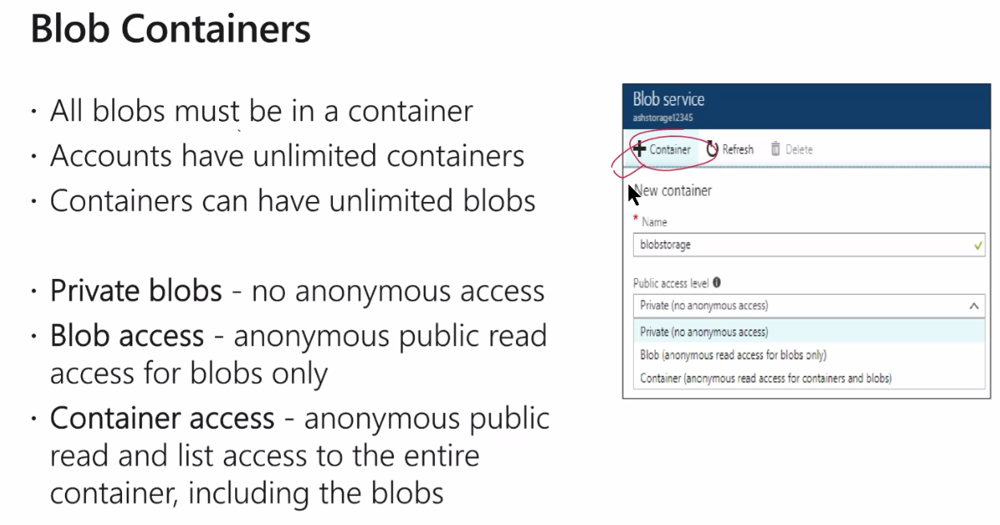 Blob Containers
· All blobs must be in a container
· Accounts have unlimited containers
· Containers can have unlimited blobs
· Private blobs - no anonymous access
· Blob access - anonymous public read
access for blobs only
· Container access - anonymous public
read and list access to the entire
container, including the blobs
Blob service
ashstorage12345
Container Refresh Delete
New container
* Name
blobstorage
Public access level
Private (no anonymous access)
Private (no anonymous access)
Blob (anonymous read access for blobs only)
Container (anonymous read access for containers and blobs)